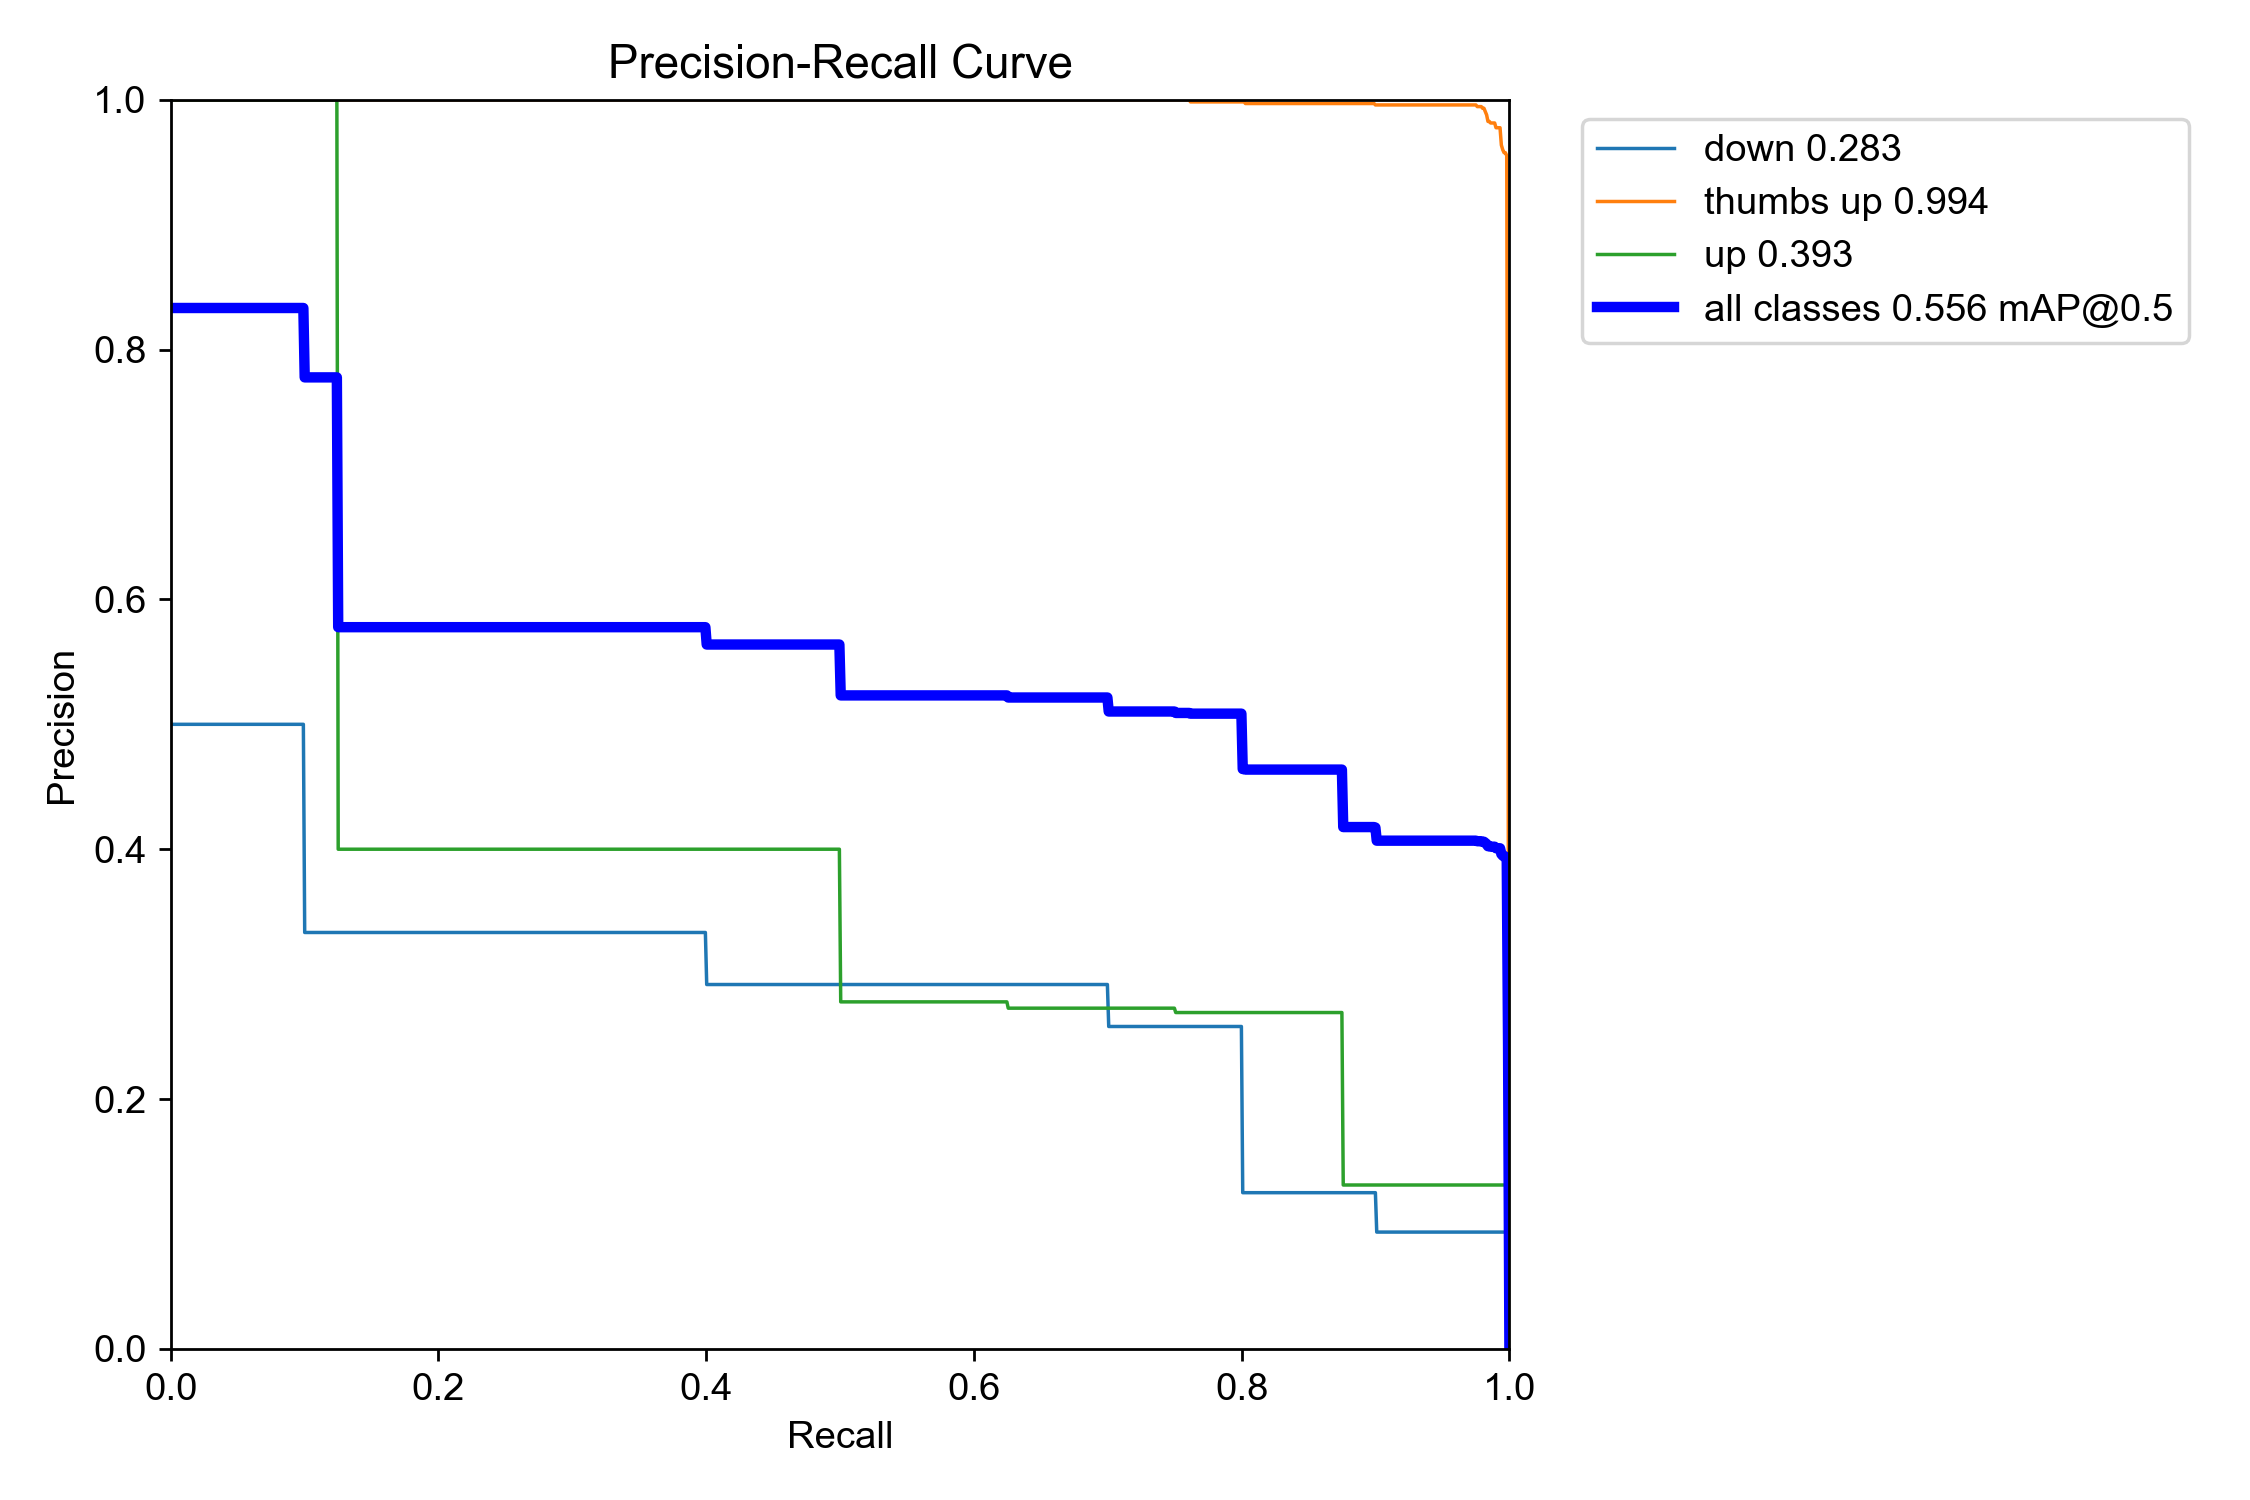 Precision-Recall Curve
1.0
0.8
0.6
0.4
0.2
0.0
Precision
0.0 0.2 0.4 0.6 0.8 1.0
Recall
down 0.283
thumbs up 0.994
up 0.393
all classes 0.556 mAP@0.5